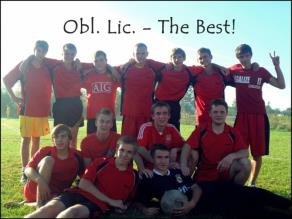 Obl. Lic. - The Best!
AIG